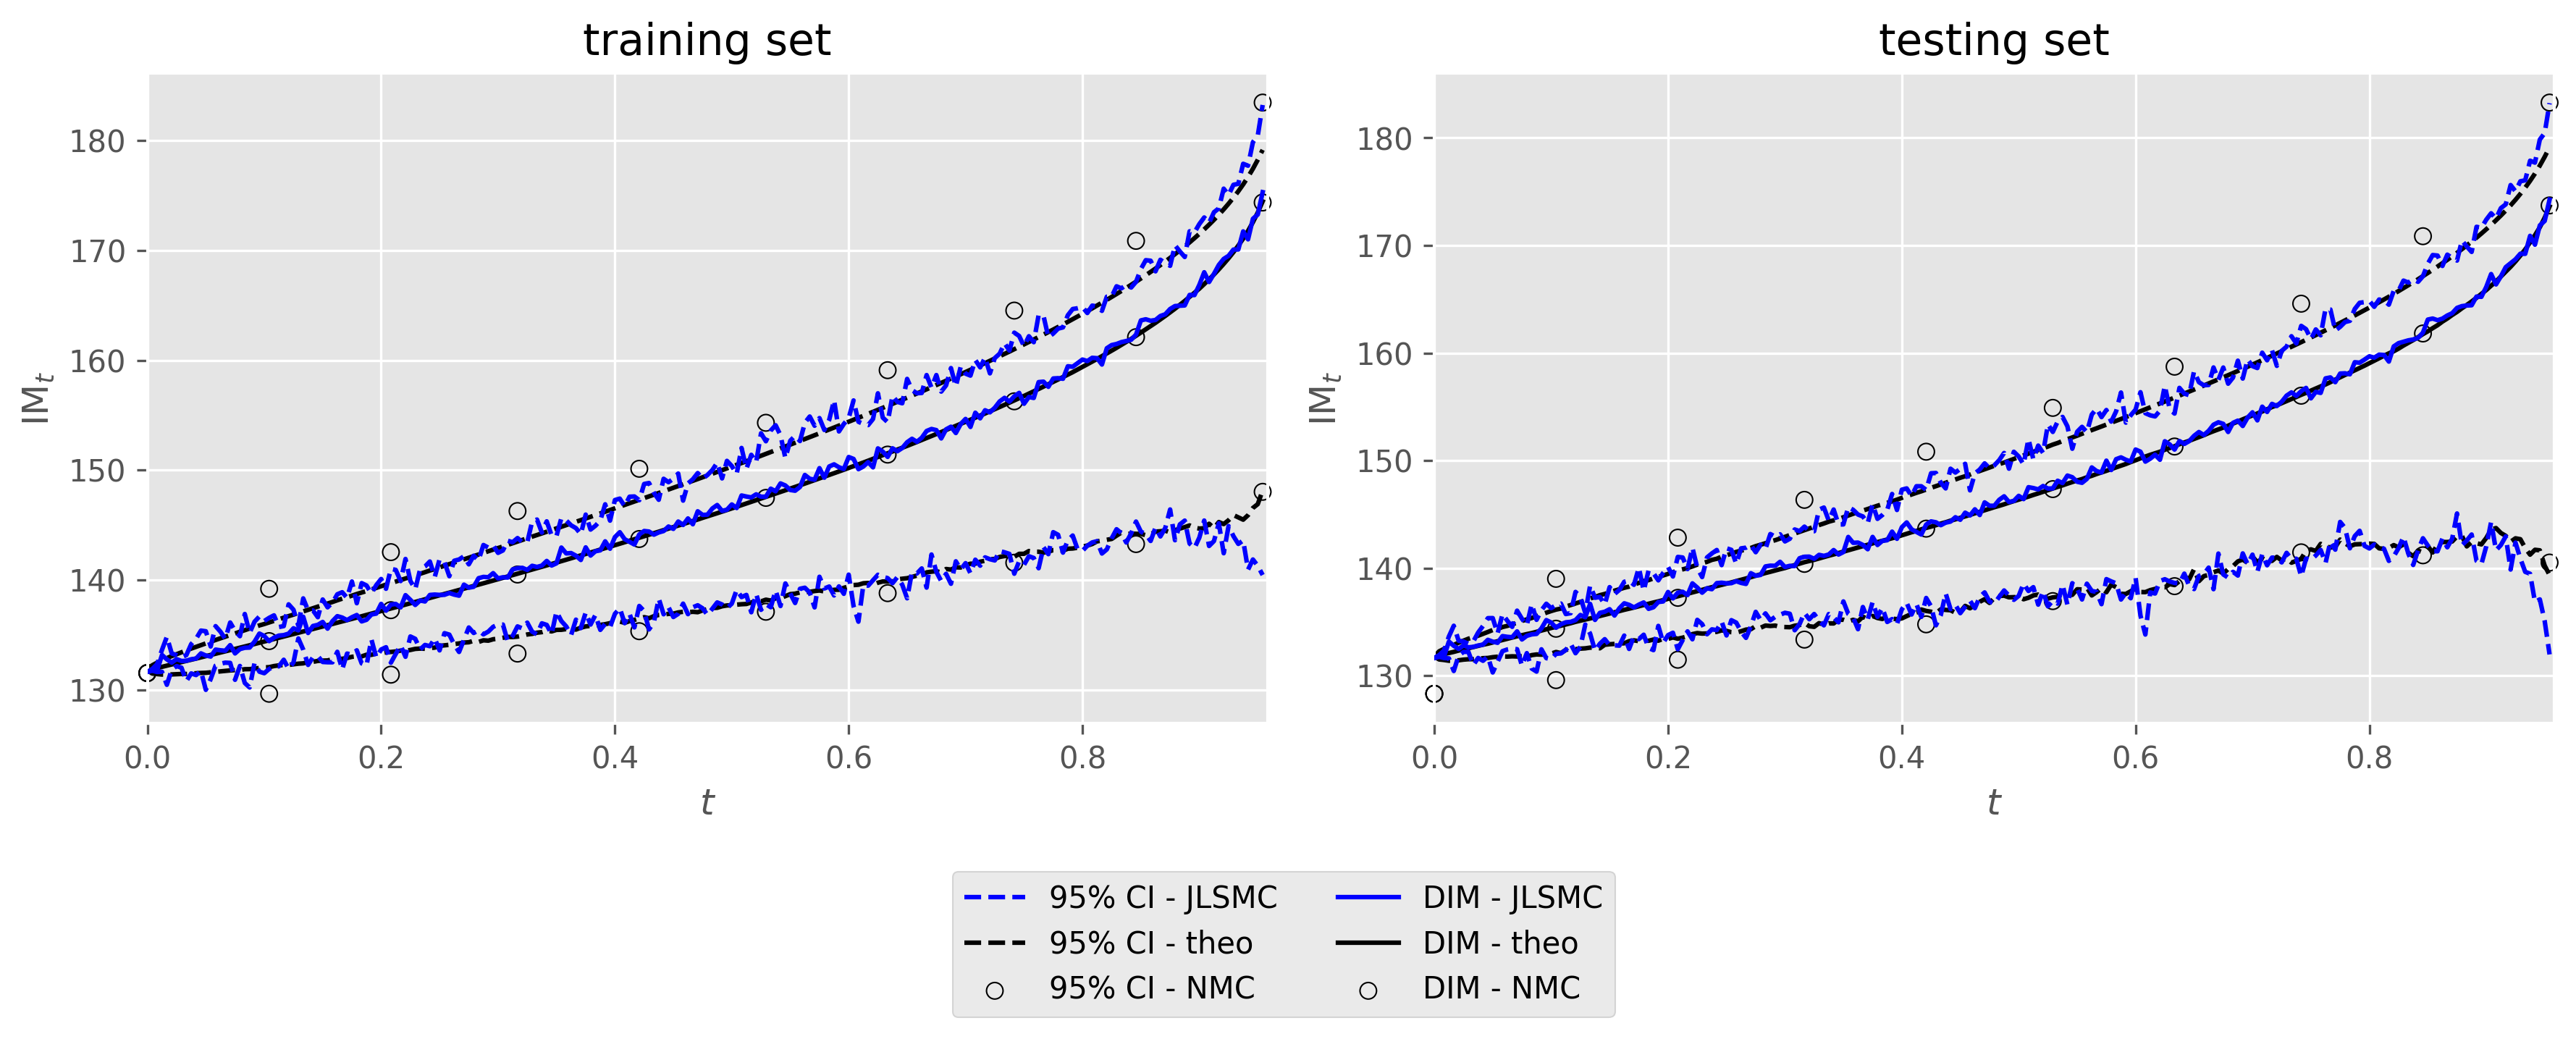 training set
testing set
180
170
160
150
140
130
IMt
0.0 0.2 0.4 0.6 0.8
t
180
170
160
150
140
130
IMt
0.0 0.2 0.4 0.6 0.8
t
95% CI - JLSMC DIM - JLSMC
95% CI - theo DIM - theo
95% CI - NMC DIM - NMC